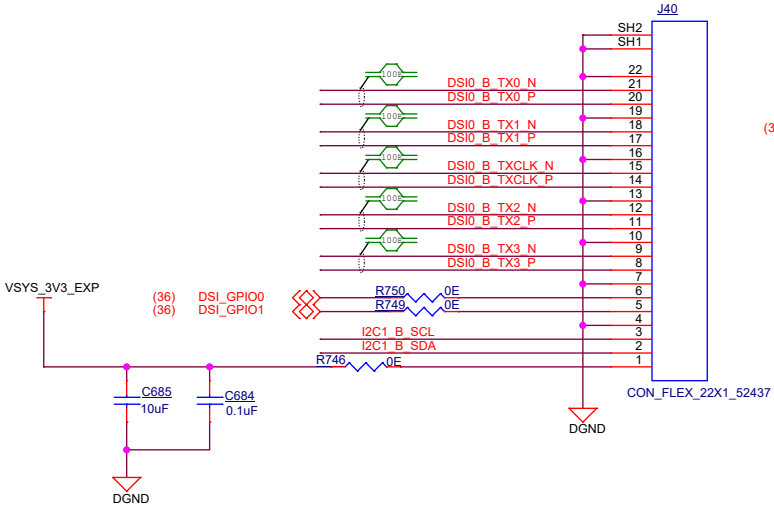 J40
SH2
SH1
22
100E
DSI0_B_TX0_N 21
DSI0_B_TX0_P 20
19
100E
DSI0_B_TX1_N 18
(3
DSI0_B_TX1_P 17
16
100E
DSI0_B_TXCLK_N 15
DSI0_B_TXCLK_P 14
13
100E
DSI0_B_TX2_N 12
DSI0_B_TX2_P 11
10
100E
DSI0_B_TX3_N 9
DSI0_B_TX3_P 8
7
VSYS_3V3_EXP
(36) DSI_GPIO0 R750 0E 6
(36) DSI_GPIO1 R749 0E 5
4
I2C1_B_SCL 3
I2C1_B_SDA 2
R746 0E 1
C685 C684
10uF 0.1uF
CON_FLEX_22X1_52437
DGND
DGND